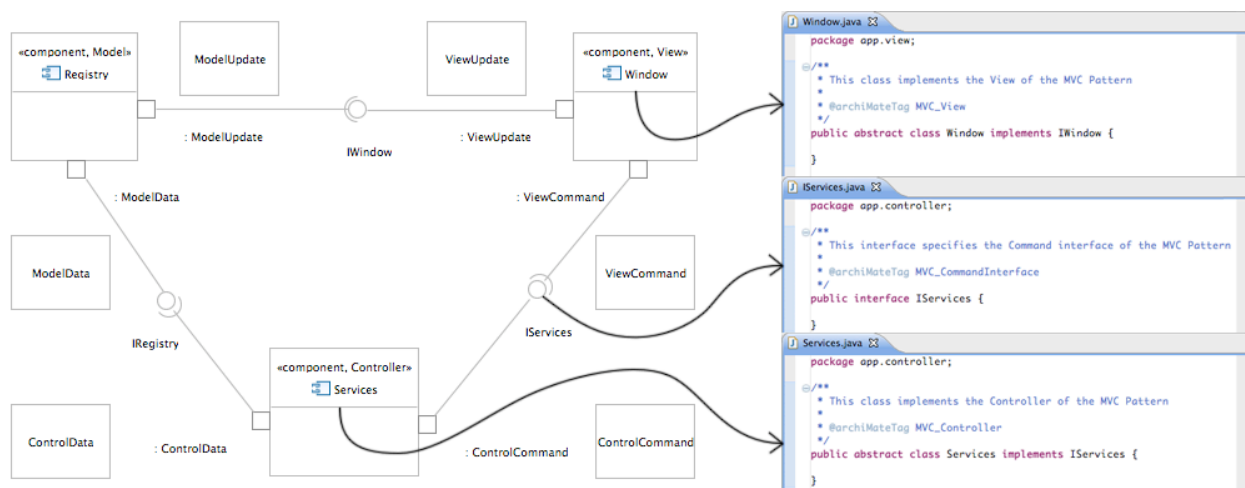 «component, Model»
Registry
ModelUpdate
ViewUpdate
«component, View»
Window
: ModelUpdate
IWindow
: ViewUpdate
: ModelData
: ViewCommand
ModelData
ViewCommand
IRegistry
IServices
«component, Controller»
Services
ControlData
: ControlData
: ControlCommand
ControlCommand
Window.java
package app.view;
/**
* This class implements the View of the MVC Pattern
*
* @archiMateTag MVC_View
*/
public abstract class Window implements IWindow {
}
IServices.java
package app.controller;
/**
* This interface specifies the Command interface of the MVC Pattern
*
* @archiMateTag MVC_CommandInterface
*/
public interface IServices {
}
Services.java
package app.controller;
/**
* This class implements the Controller of the MVC Pattern
*
* @archiMateTag MVC_Controller
*/
public abstract class Services implements IServices {
}